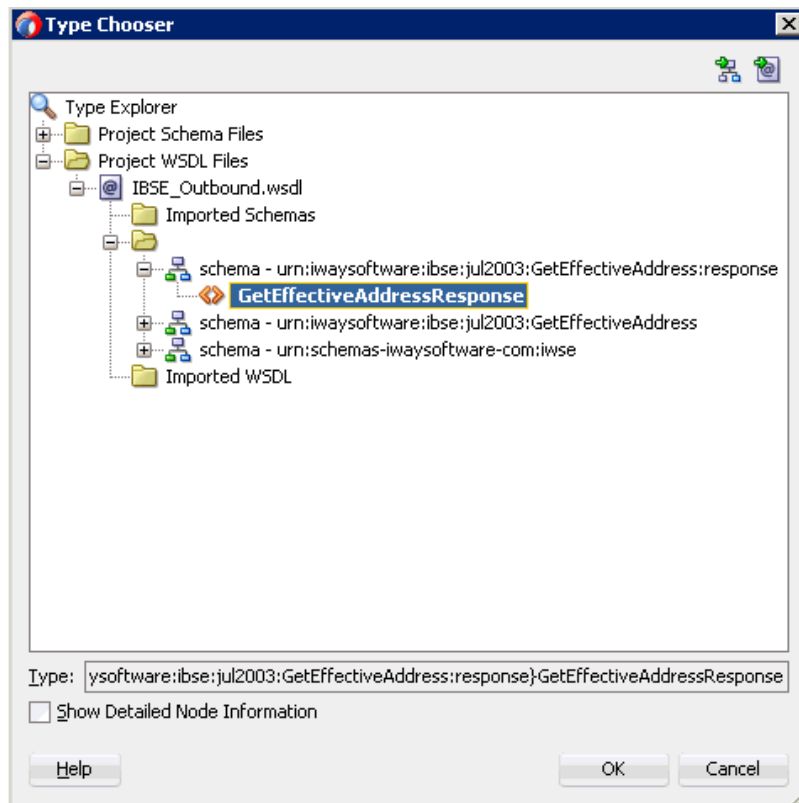 Type Chooser
Type Explorer
Project Schema Files
Project WSDL Files
IBSE_Outbound.wsdl
Imported Schemas
schema - urn:iwaysoftware:ibse:jul2003:GetEffectiveAddress:response
GetEffectiveAddressResponse
schema - urn:iwaysoftware:ibse:jul2003:GetEffectiveAddress
schema - urn:schemas-iwaysoftware-com:iwse
Imported WSDL
Type: ysoftware:ibse:jul2003:GetEffectiveAddress:response}GetEffectiveAddressResponse
Show Detailed Node Information
Help OK Cancel